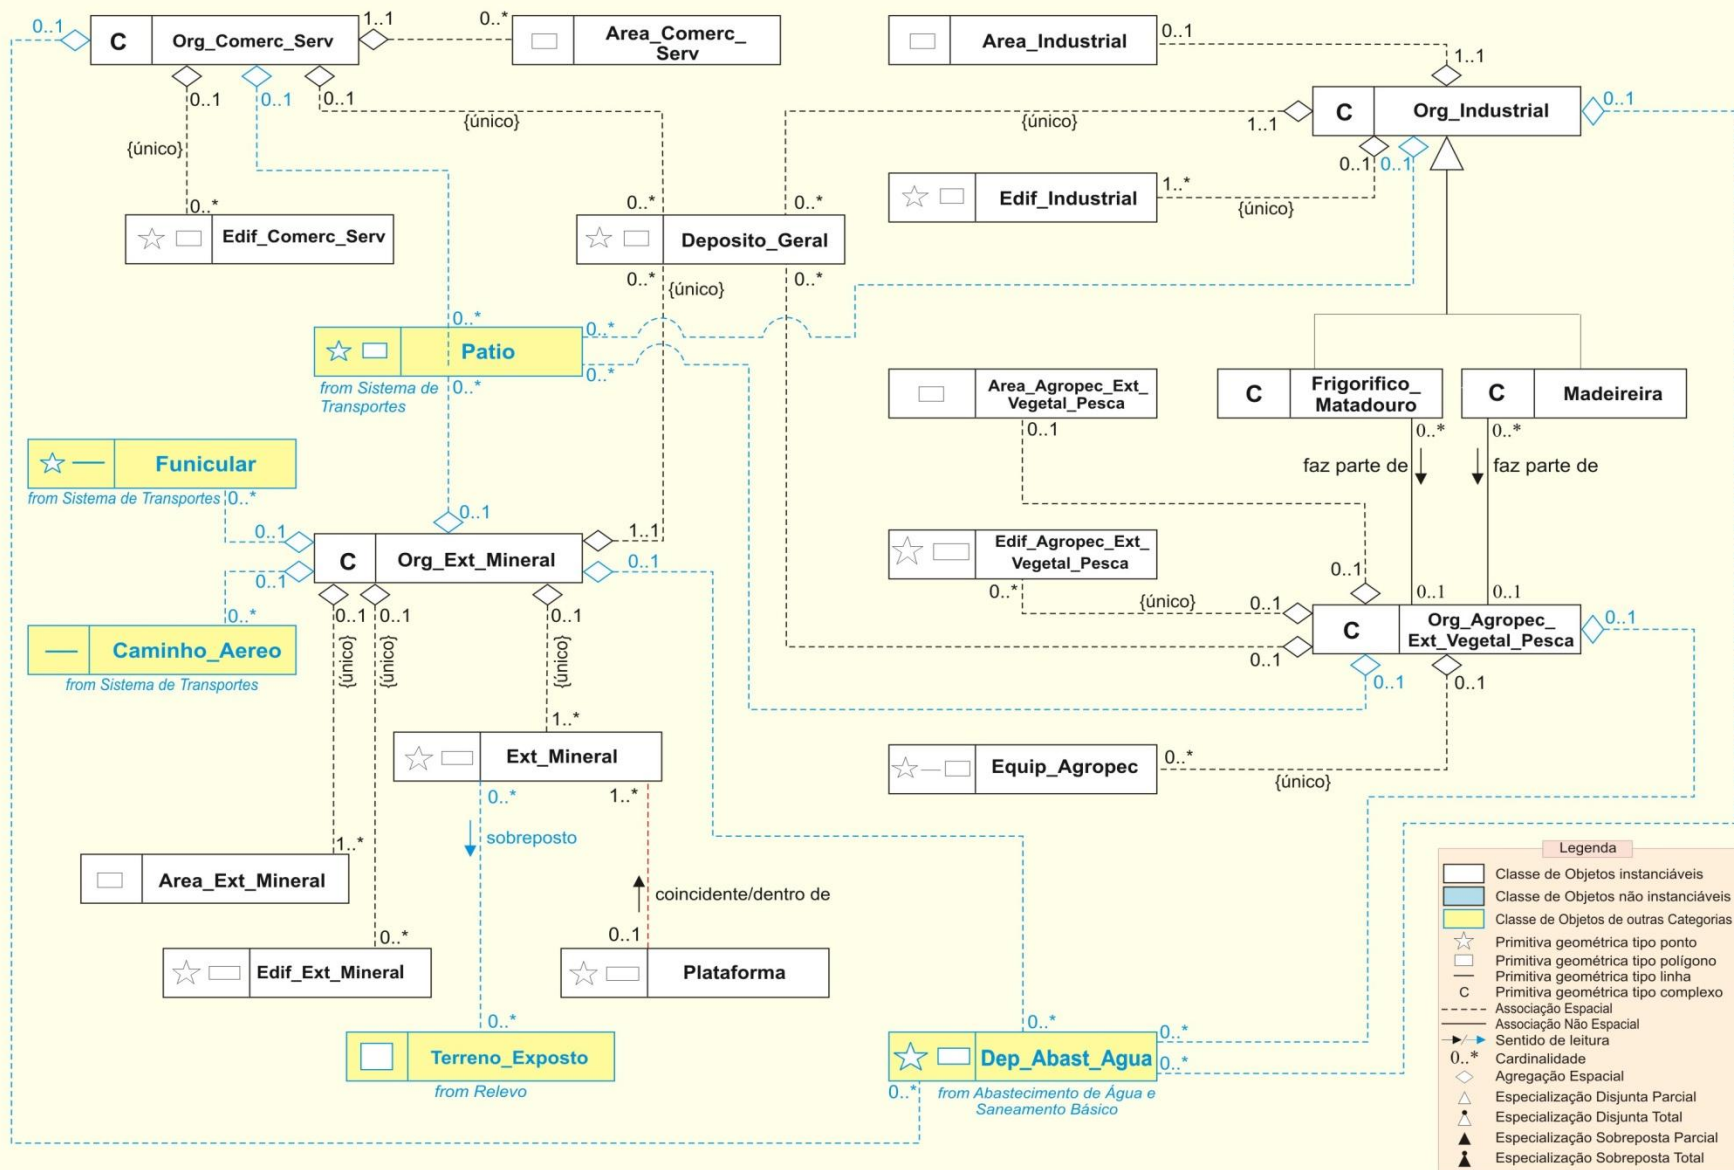 0..1
C
Org_Comerc_Serv
1..1
0..*
Area_Comerc_
Serv
Area_Industrial
0..1
1..1
0..1
0..1
0..1
{único}
{único}
0..*
Edif_Comerc_Serv
{único}
1..1
C
Org_Industrial
0..1
0..1
0..1
Edif_Industrial
1..*
{único}
0..*
0..*
Deposito_Geral
0..*
{único}
0..*
0..*
Patio
0..*
0..*
0..*
from Sistema de
Transportes
Area_Agropec_Ext_
Vegetal_Pesca
0..1
C
Frigorifico_
Matadouro
C
Madeireira
0..*
0..*
faz parte de
faz parte de
Funicular
from Sistema de Transportes
0..*
0..1
0..1
1..1
C
Org_Ext_Mineral
0..1
0..1
0..1
0..1
0..1
{único}
{único}
{único}
0..*
Caminho_Aereo
from Sistema de Transportes
Edif_Agropec_Ext_
Vegetal_Pesca
0..*
{único}
0..1
0..1
0..1
0..1
0..1
C
Org_Agropec_
Ext_Vegetal_Pesca
0..1
0..1
0..1
1..*
Ext_Mineral
0..*
1..*
sobreposto
Equip_Agropec
0..*
{único}
1..*
Area_Ext_Mineral
coincidente/dentro de
0..*
Edif_Ext_Mineral
0..1
Plataforma
0..*
Terreno_Exposto
from Relevo
0..*
Dep_Abast_Agua
0..*
0..*
0..*
from Abastecimento de Água e
Saneamento Básico
Legenda
Classe de Objetos instanciáveis
Classe de Objetos não instanciáveis
Classe de Objetos de outras Categorias
Primitiva geométrica tipo ponto
Primitiva geométrica tipo polígono
Primitiva geométrica tipo linha
C Primitiva geométrica tipo complexo
Associação Espacial
Associação Não Espacial
/ Sentido de leitura
0..* Cardinalidade
Agregação Espacial
Especialização Disjunta Parcial
Especialização Disjunta Total
Especialização Sobreposta Parcial
Especialização Sobreposta Total